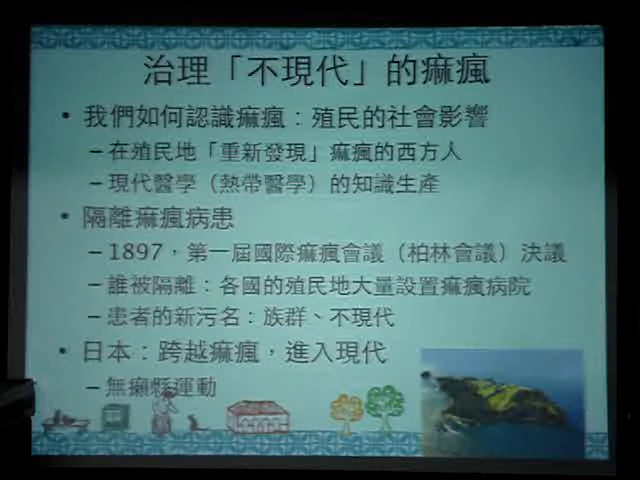 治理「不現代」的痲瘋
• 我們如何認識痲瘋：殖民的社會影響
– 在殖民地「重新發現」痲瘋的西方人
– 現代醫學（熱帶醫學）的知識生產
• 隔離痲瘋病患
– 1897，第一屆國際痲瘋會議（柏林會議）決議
– 誰被隔離：各國的殖民地大量設置痲瘋病院
– 患者的新污名：族群、不現代
• 日本：跨越痲瘋，進入現代
– 無癩縣運動